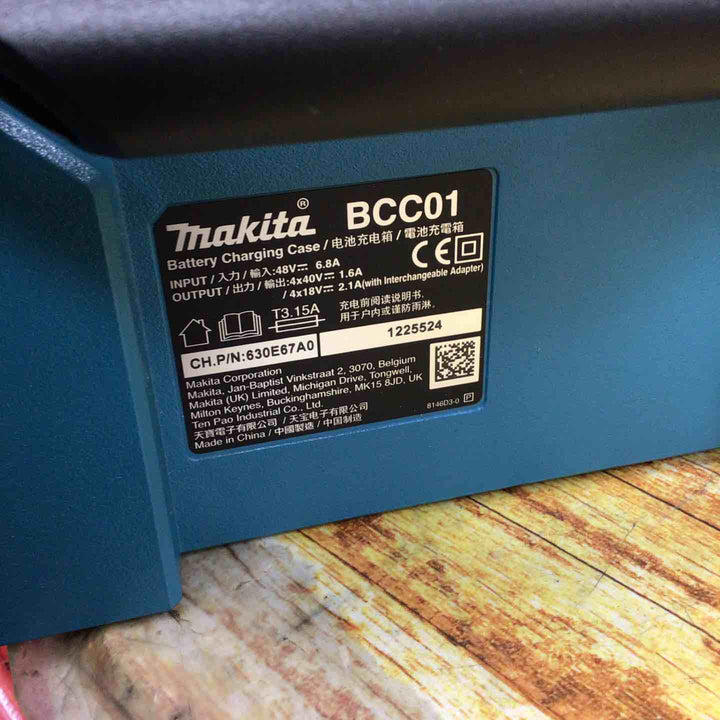 makita® BCC01
Battery Charging Case / 电池充电箱 / 電池充電箱
INPUT / 入力 / 輸入:48V⎓ 6.8A
OUTPUT / 出力 / 輸出:4x40V⎓ 1.6A
/ 4x18V⎓ 2.1A(with Interchangeable Adapter)
CE
T3.15A
充电前阅读说明书.
用于户内或谨防雨淋.
CH.P/N:630E67A0
1225524
Makita Corporation
Makita, Jan-Baptist Vinkstraat 2, 3070, Belgium
Makita (UK) Limited, Michigan Drive, Tongwell,
Milton Keynes, Buckinghamshire, MK15 8JD, UK
Ten Pao Industrial Co., Ltd.
天寶電子有限公司 / 天宝电子有限公司
Made in China / 中國製造 / 中国制造
8146D3-0 P